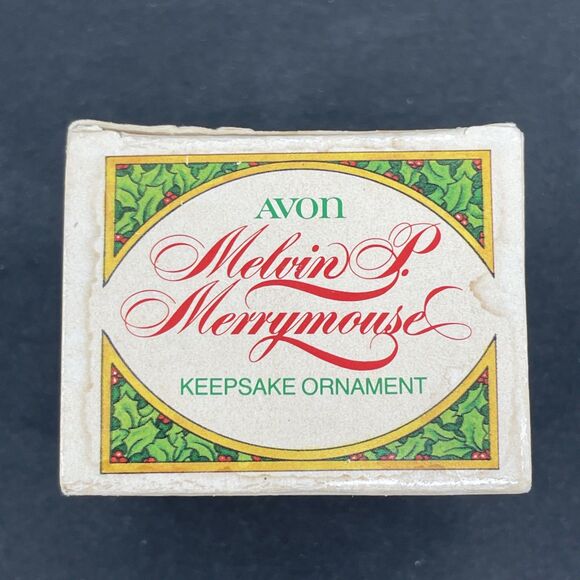 AVON
Melvin P.
Merrymouse
KEEPSAKE ORNAMENT